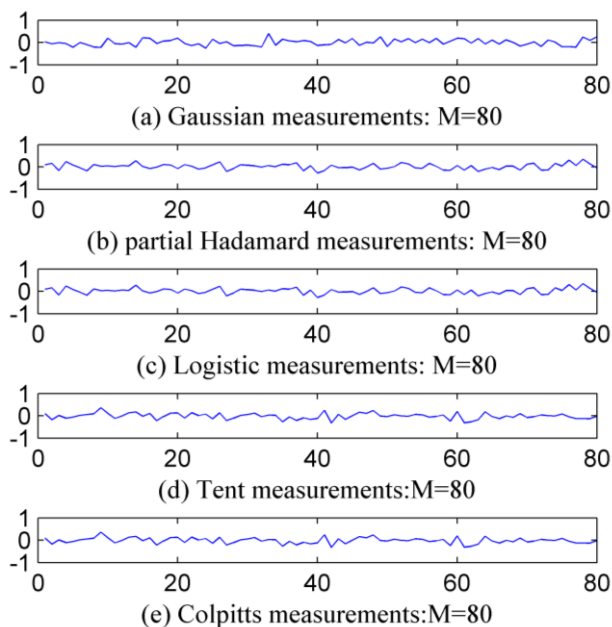 1
0
-1
0 20 40 60 80
(a) Gaussian measurements: M=80
1
0
-1
0 20 40 60 80
(b) partial Hadamard measurements: M=80
1
0
-1
0 20 40 60 80
(c) Logistic measurements: M=80
1
0
-1
0 20 40 60 80
(d) Tent measurements:M=80
1
0
-1
0 20 40 60 80
(e) Colpitts measurements:M=80